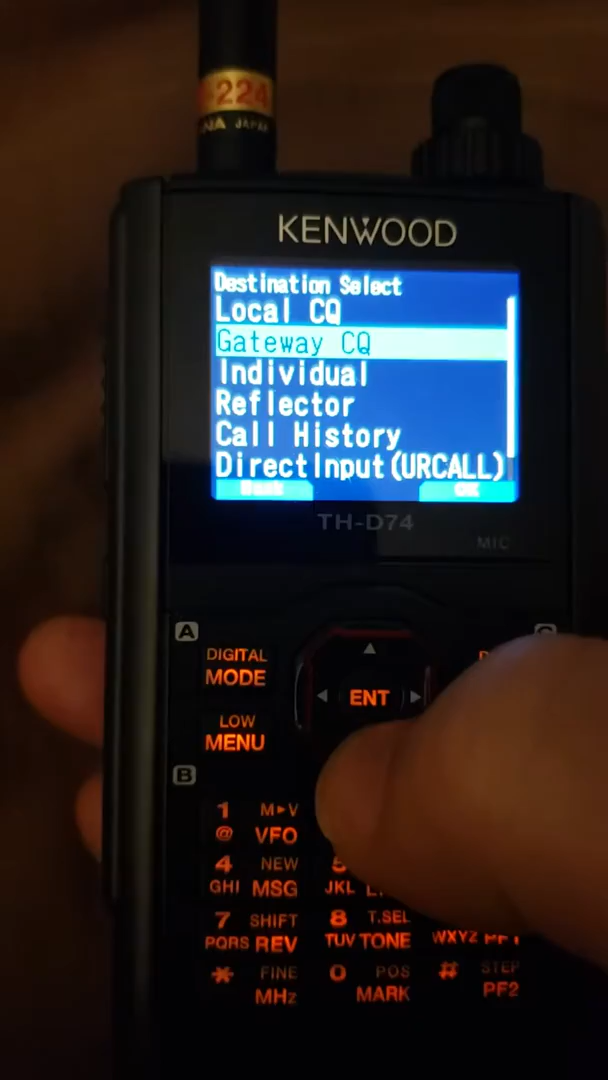 -224
JAPAN
KENWOOD
Destination Select
Local CQ
Gateway CQ
Individual
Reflector
Call History
DirectInput(URCALL)
Back OK
TH-D74
MIC
A
DIGITAL
MODE
ENT
LOW
MENU
B
1 M►V
@ VFO
4 NEW 5
GHI MSG JKL
7 SHIFT 8 T.SEL
PQRS REV TUV TONE WXYZ PF1
* FINE 0 POS # STEP
MHz MARK PF2